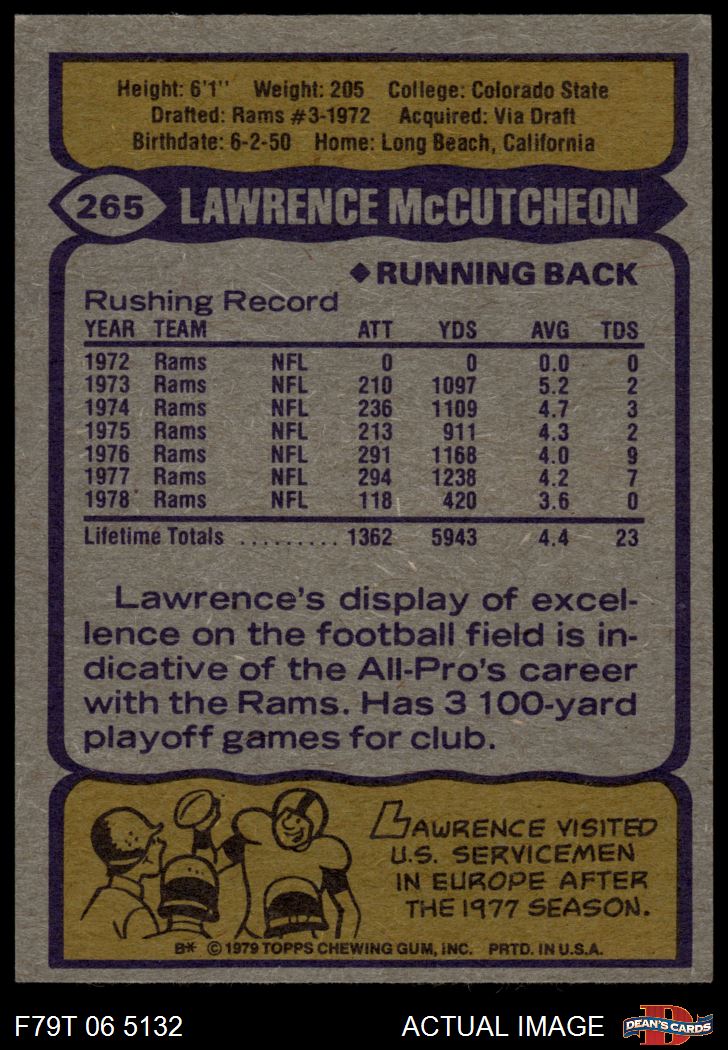 Height: 6'1" Weight: 205 College: Colorado State
Drafted: Rams #3-1972 Acquired: Via Draft
Birthdate: 6-2-50 Home: Long Beach, California
265 LAWRENCE McCUTCHEON
◆RUNNING BACK
Rushing Record
YEAR TEAM ATT YDS AVG TDS
1972 Rams NFL 0 0 0.0 0
1973 Rams NFL 210 1097 5.2 2
1974 Rams NFL 236 1109 4.7 3
1975 Rams NFL 213 911 4.3 2
1976 Rams NFL 291 1168 4.0 9
1977 Rams NFL 294 1238 4.2 7
1978 Rams NFL 118 420 3.6 0
Lifetime Totals ......... 1362 5943 4.4 23
Lawrence's display of excel-
lence on the football field is in-
dicative of the All-Pro's career
with the Rams. Has 3 100-yard
playoff games for club.
LAWRENCE VISITED
U.S. SERVICEMEN
IN EUROPE AFTER
THE 1977 SEASON.
B* © 1979 TOPPS CHEWING GUM, INC. PRTD. IN U.S.A.
F79T 06 5132 ACTUAL IMAGE D DEAN'S CARDS